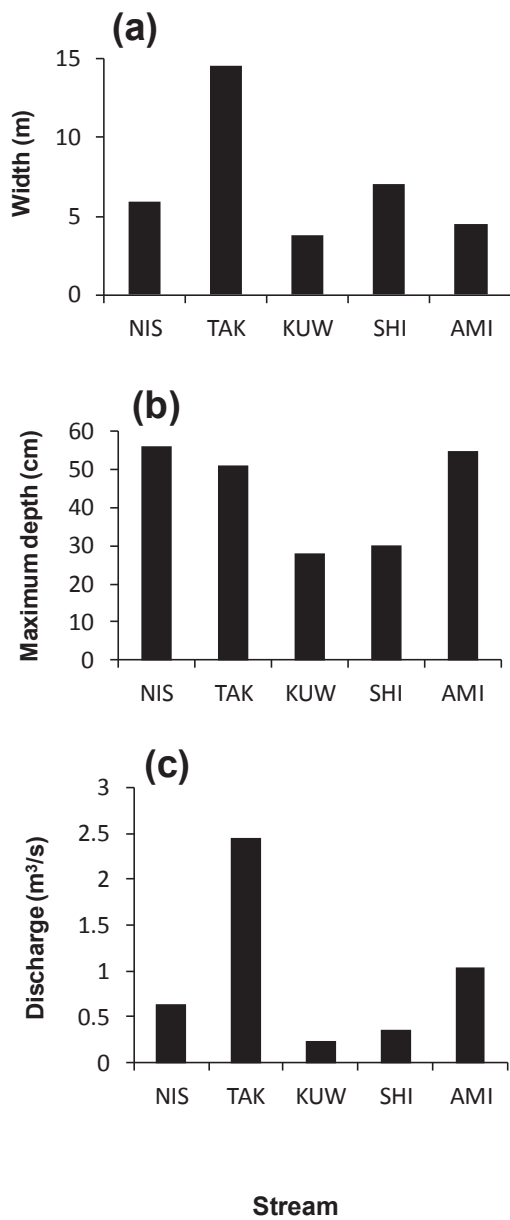 (a)
Width (m)
15
10
5
0
NIS TAK KUW SHI AMI
(b)
Maximum depth (cm)
60
50
40
30
20
10
0
NIS TAK KUW SHI AMI
(c)
Discharge (m³/s)
3
2.5
2
1.5
1
0.5
0
NIS TAK KUW SHI AMI
Stream